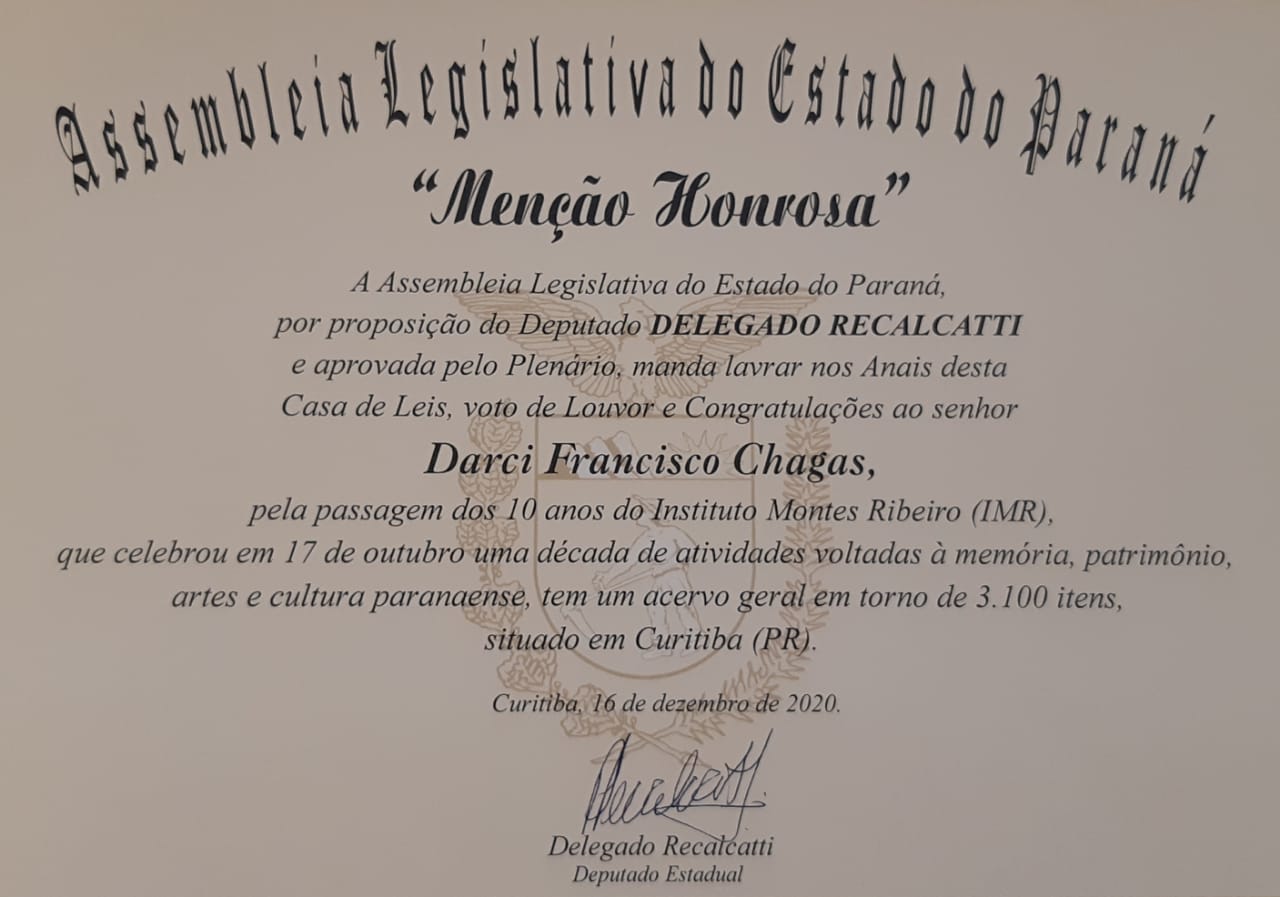 Assembleia Legislativa do Estado do Paraná
“Menção Honrosa”
A Assembleia Legislativa do Estado do Paraná,
por proposição do Deputado DELEGADO RECALCATTI
e aprovada pelo Plenário, manda lavrar nos Anais desta
Casa de Leis, voto de Louvor e Congratulações ao senhor
Darci Francisco Chagas,
pela passagem dos 10 anos do Instituto Montes Ribeiro (IMR),
que celebrou em 17 de outubro uma década de atividades voltadas à memória, patrimônio,
artes e cultura paranaense, tem um acervo geral em torno de 3.100 itens,
situado em Curitiba (PR).
Curitiba, 16 de dezembro de 2020.
Delegado Recalcatti
Deputado Estadual